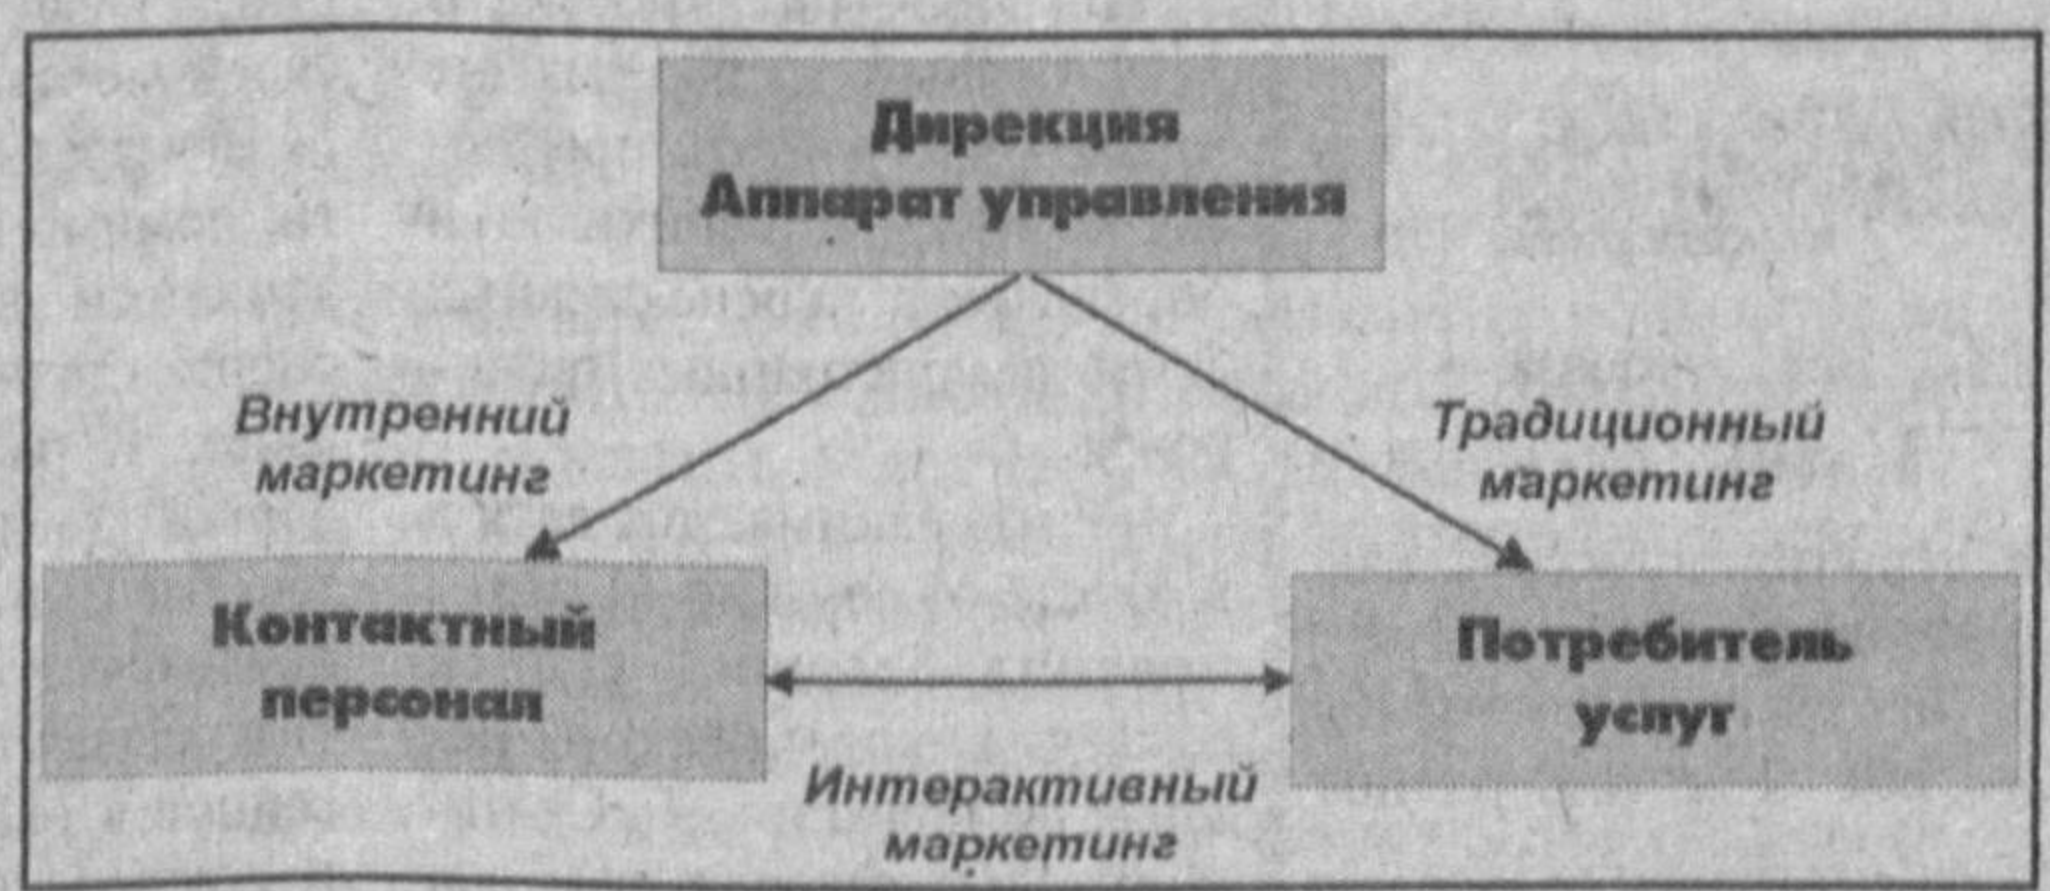 Дирекция
Аппарат управления
Внутренний
маркетинг
Традиционный
маркетинг
Контактный
персонал
Потребитель
услуг
Интерактивный
маркетинг